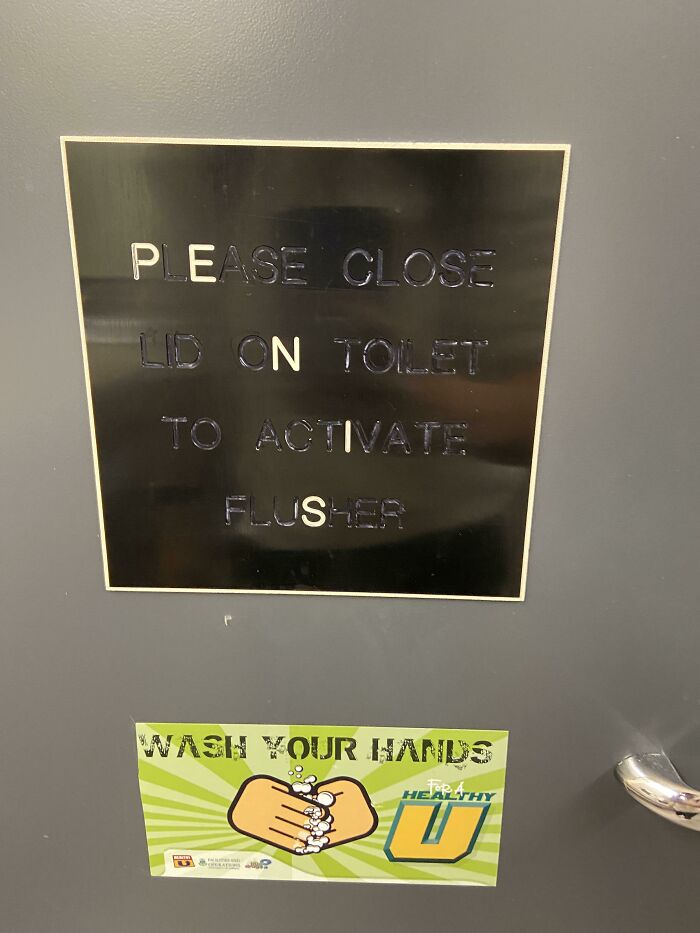 PLEASE CLOSE
LID ON TOILET
TO ACTIVATE
FLUSHER
WASH YOUR HANDS
FOR A
HEALTHY
U